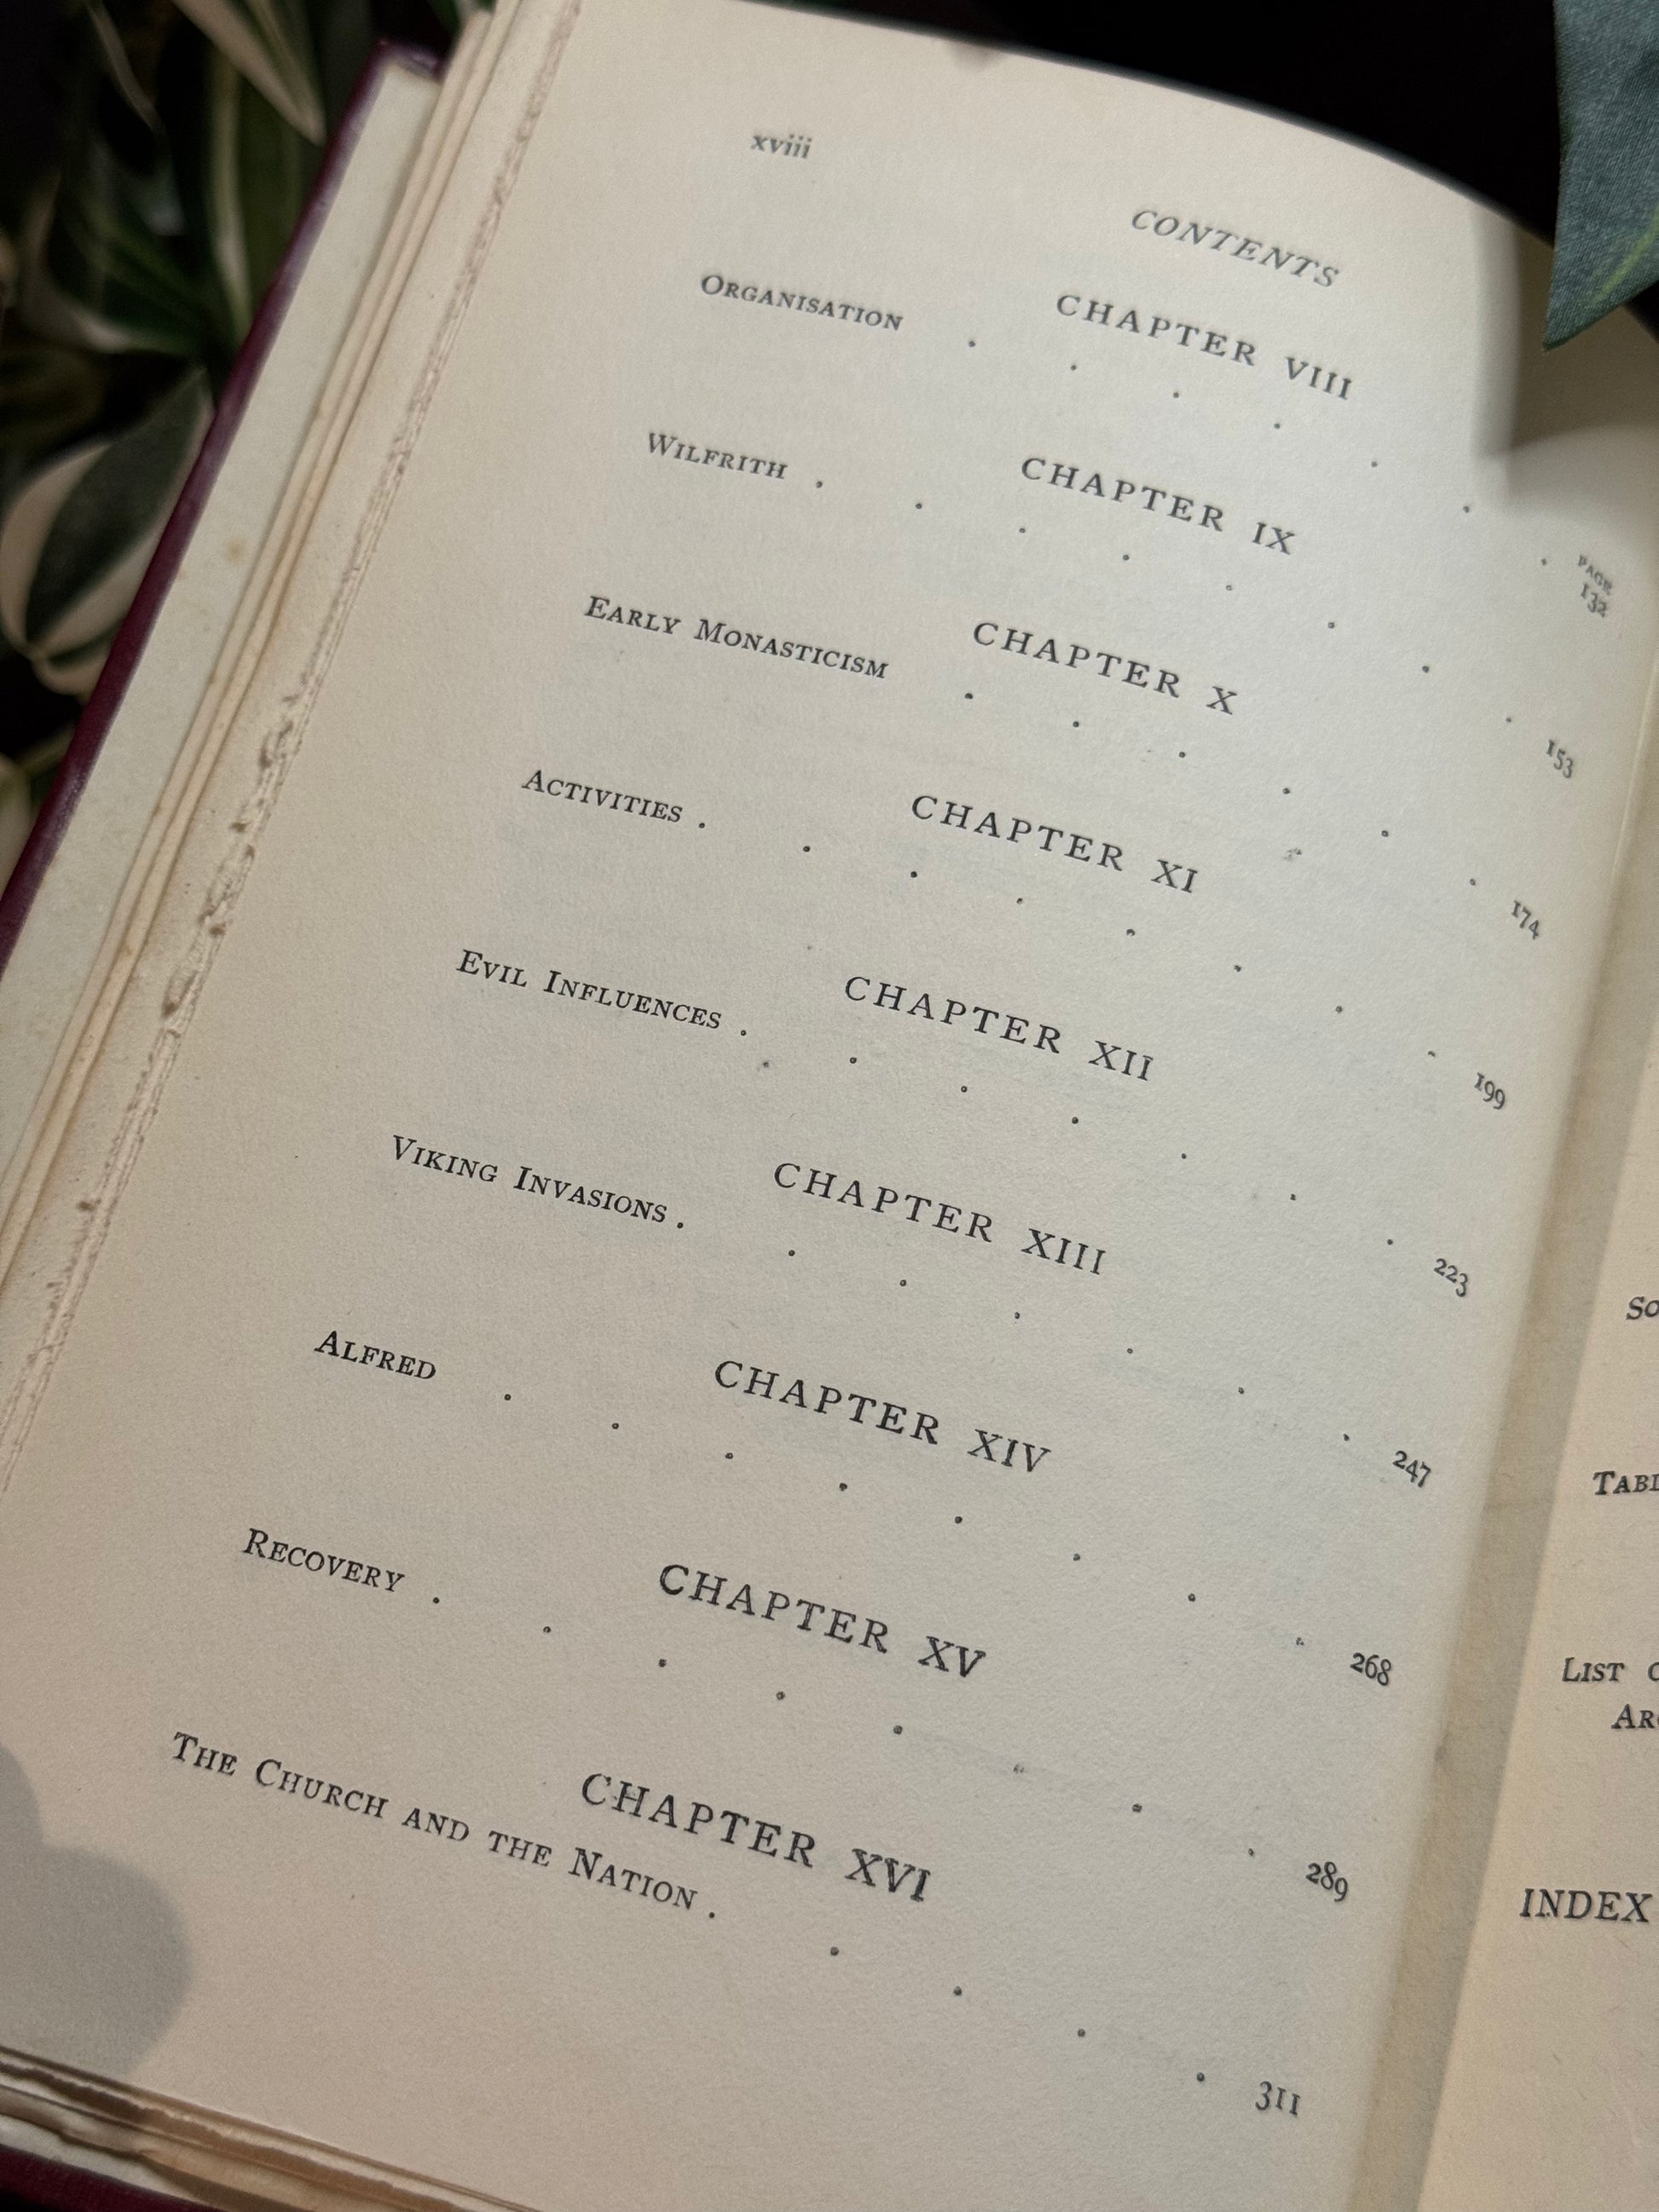 xviii
CONTENTS
CHAPTER VIII
PAGE
ORGANISATION . . . . . . . 132
CHAPTER IX
WILFRITH . . . . . . . . 153
CHAPTER X
EARLY MONASTICISM . . . . . . 174
CHAPTER XI
ACTIVITIES . . . . . . . . 199
CHAPTER XII
EVIL INFLUENCES . . . . . . . 223
CHAPTER XIII
VIKING INVASIONS . . . . . . . 247
CHAPTER XIV
ALFRED . . . . . . . . 268
CHAPTER XV
RECOVERY . . . . . . . . 289
CHAPTER XVI
THE CHURCH AND THE NATION . . . . . 311
LIST
INDEX